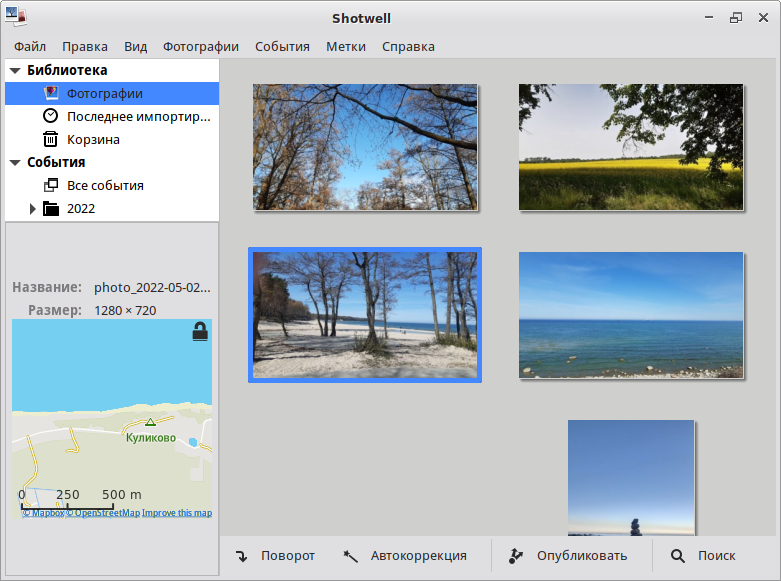 Shotwell
Файл Правка Вид Фотографии События Метки Справка
Библиотека
Фотографии
Последнее импортир...
Корзина
События
Все события
2022
Название: photo_2022-05-02...
Размер: 1280 × 720
Куликово
0 250 500 m
© Mapbox © OpenStreetMap Improve this map
Поворот Автокоррекция Опубликовать Поиск